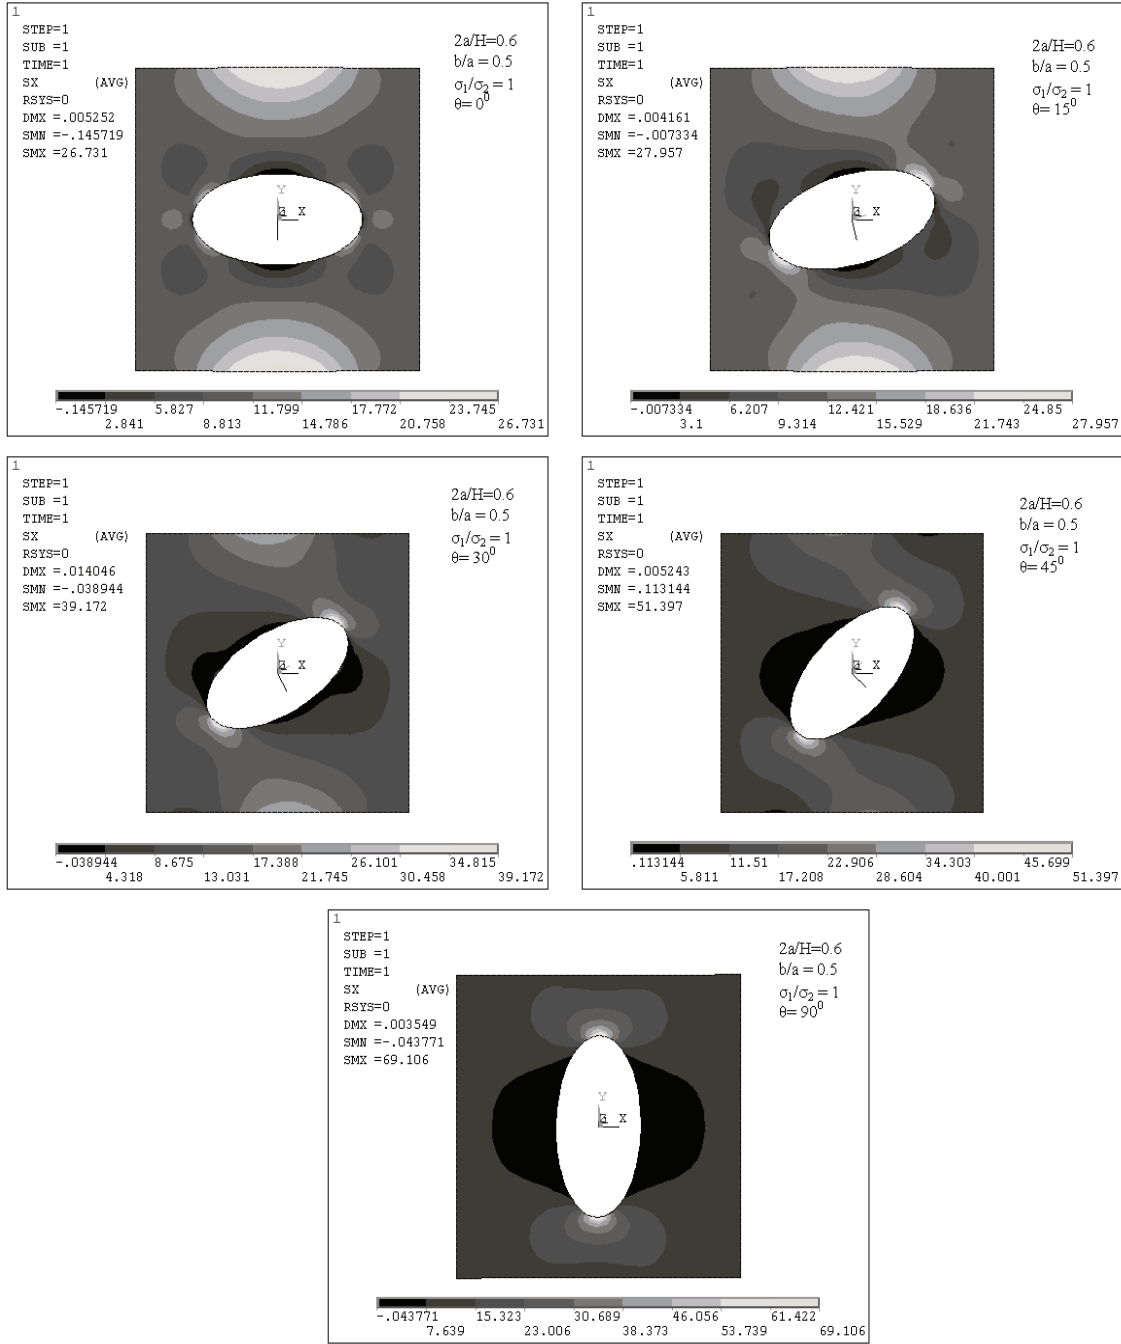 1
STEP=1
SUB =1
TIME=1
SX (AVG)
RSYS=0
DMX =.005252
SMN =-.145719
SMX =26.731
2a/H=0.6
b/a = 0.5
σ1/σ2 = 1
θ= 0⁰
Y
Z X
-.145719 5.827 11.799 17.772 23.745
2.841 8.813 14.786 20.758 26.731
1
STEP=1
SUB =1
TIME=1
SX (AVG)
RSYS=0
DMX =.004161
SMN =-.007334
SMX =27.957
2a/H=0.6
b/a = 0.5
σ1/σ2 = 1
θ= 15⁰
Y
Z X
-.007334 6.207 12.421 18.636 24.85
3.1 9.314 15.529 21.743 27.957
1
STEP=1
SUB =1
TIME=1
SX (AVG)
RSYS=0
DMX =.014046
SMN =-.038944
SMX =39.172
2a/H=0.6
b/a = 0.5
σ1/σ2 = 1
θ= 30⁰
Y
Z X
-.038944 8.675 17.388 26.101 34.815
4.318 13.031 21.745 30.458 39.172
1
STEP=1
SUB =1
TIME=1
SX (AVG)
RSYS=0
DMX =.005243
SMN =.113144
SMX =51.397
2a/H=0.6
b/a = 0.5
σ1/σ2 = 1
θ= 45⁰
Y
Z X
.113144 11.51 22.906 34.303 45.699
5.811 17.208 28.604 40.001 51.397
1
STEP=1
SUB =1
TIME=1
SX (AVG)
RSYS=0
DMX =.003549
SMN =-.043771
SMX =69.106
2a/H=0.6
b/a = 0.5
σ1/σ2 = 1
θ= 90⁰
Y
Z X
-.043771 15.323 30.689 46.056 61.422
7.639 23.006 38.373 53.739 69.106